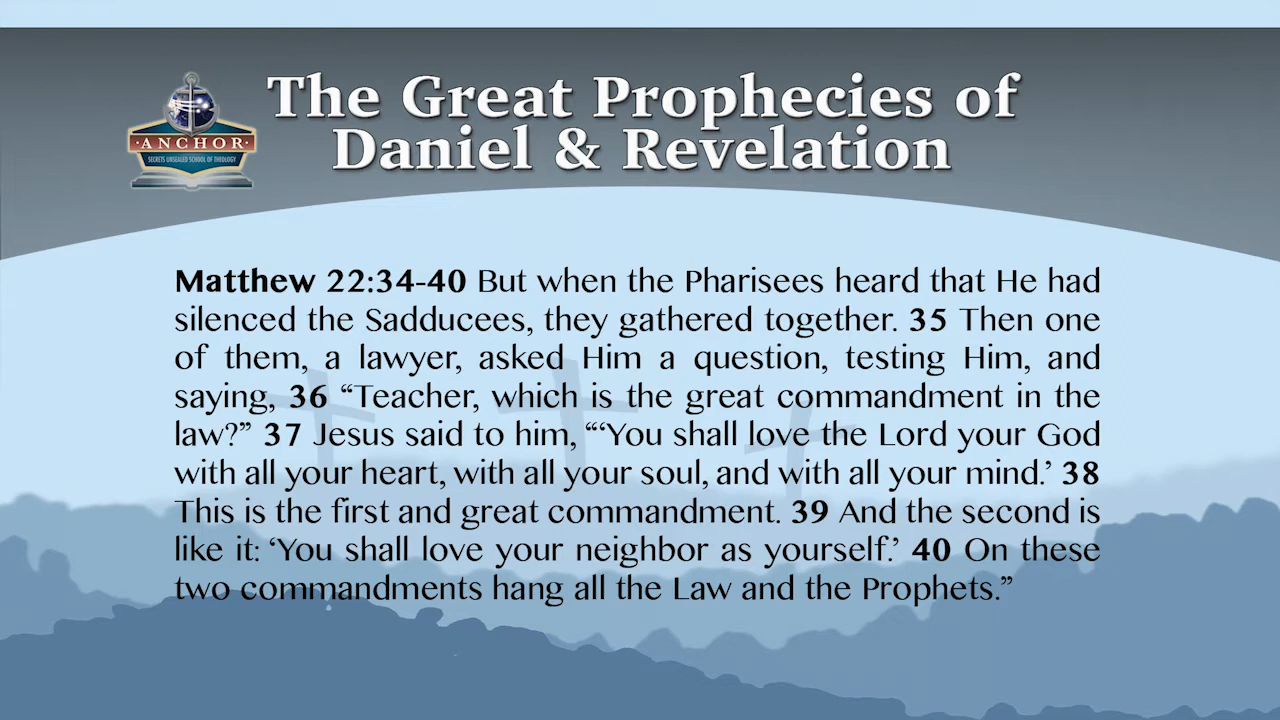 The Great Prophecies of
Daniel & Revelation
·ANCHOR·
SECRETS UNSEALED SCHOOL OF THEOLOGY
Matthew 22:34-40 But when the Pharisees heard that He had
silenced the Sadducees, they gathered together. 35 Then one
of them, a lawyer, asked Him a question, testing Him, and
saying, 36 “Teacher, which is the great commandment in the
law?” 37 Jesus said to him, “‘You shall love the Lord your God
with all your heart, with all your soul, and with all your mind.’ 38
This is the first and great commandment. 39 And the second is
like it: ‘You shall love your neighbor as yourself.’ 40 On these
two commandments hang all the Law and the Prophets.”